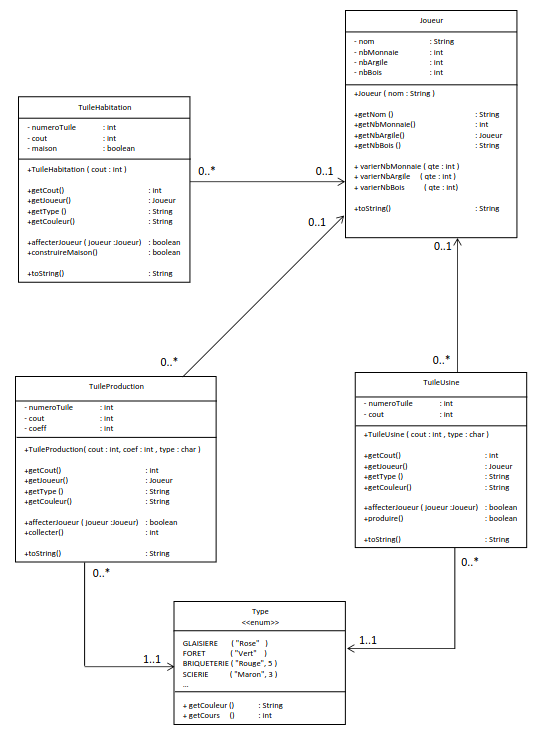 Joueur
- nom : String
- nbMonnaie : int
- nbArgile : int
- nbBois : int
+Joueur ( nom : String )
+getNom () : String
+getNbMonnaie() : int
+getNbArgile() : Joueur
+getNbBois () : String
+ varierNbMonnaie ( qte : int )
+ varierNbArgile ( qte : int )
+ varierNbBois ( qte : int)
+toString() : String
TuileHabitation
- numeroTuile : int
- cout : int
- maison : boolean
+TuileHabitation ( cout : int )
+getCout() : int
+getJoueur() : Joueur
+getType () : String
+getCouleur() : String
+affecterJoueur ( joueur :Joueur) : boolean
+construireMaison() : boolean
+toString() : String
0..* 0..1
0..1
0..1
0..*
0..*
TuileProduction
- numeroTuile : int
- cout : int
- coeff : int
+TuileProduction( cout : int, coef : int , type : char )
+getCout() : int
+getJoueur() : Joueur
+getType () : String
+getCouleur() : String
+affecterJoueur ( joueur :Joueur) : boolean
+collecter() : int
+toString() : String
TuileUsine
- numeroTuile : int
- cout : int
+TuileUsine ( cout : int , type : char )
+getCout() : int
+getJoueur() : Joueur
+getType () : String
+getCouleur() : String
+affecterJoueur ( joueur :Joueur) : boolean
+produire() : boolean
+toString() : String
0..*
0..*
1..1
1..1
Type
<<enum>>
GLAISIERE ( "Rose" )
FORET ( "Vert" )
BRIQUETERIE ( "Rouge", 5 )
SCIERIE ( "Maron", 3 )
...
+ getCouleur () : String
+ getCours () : int